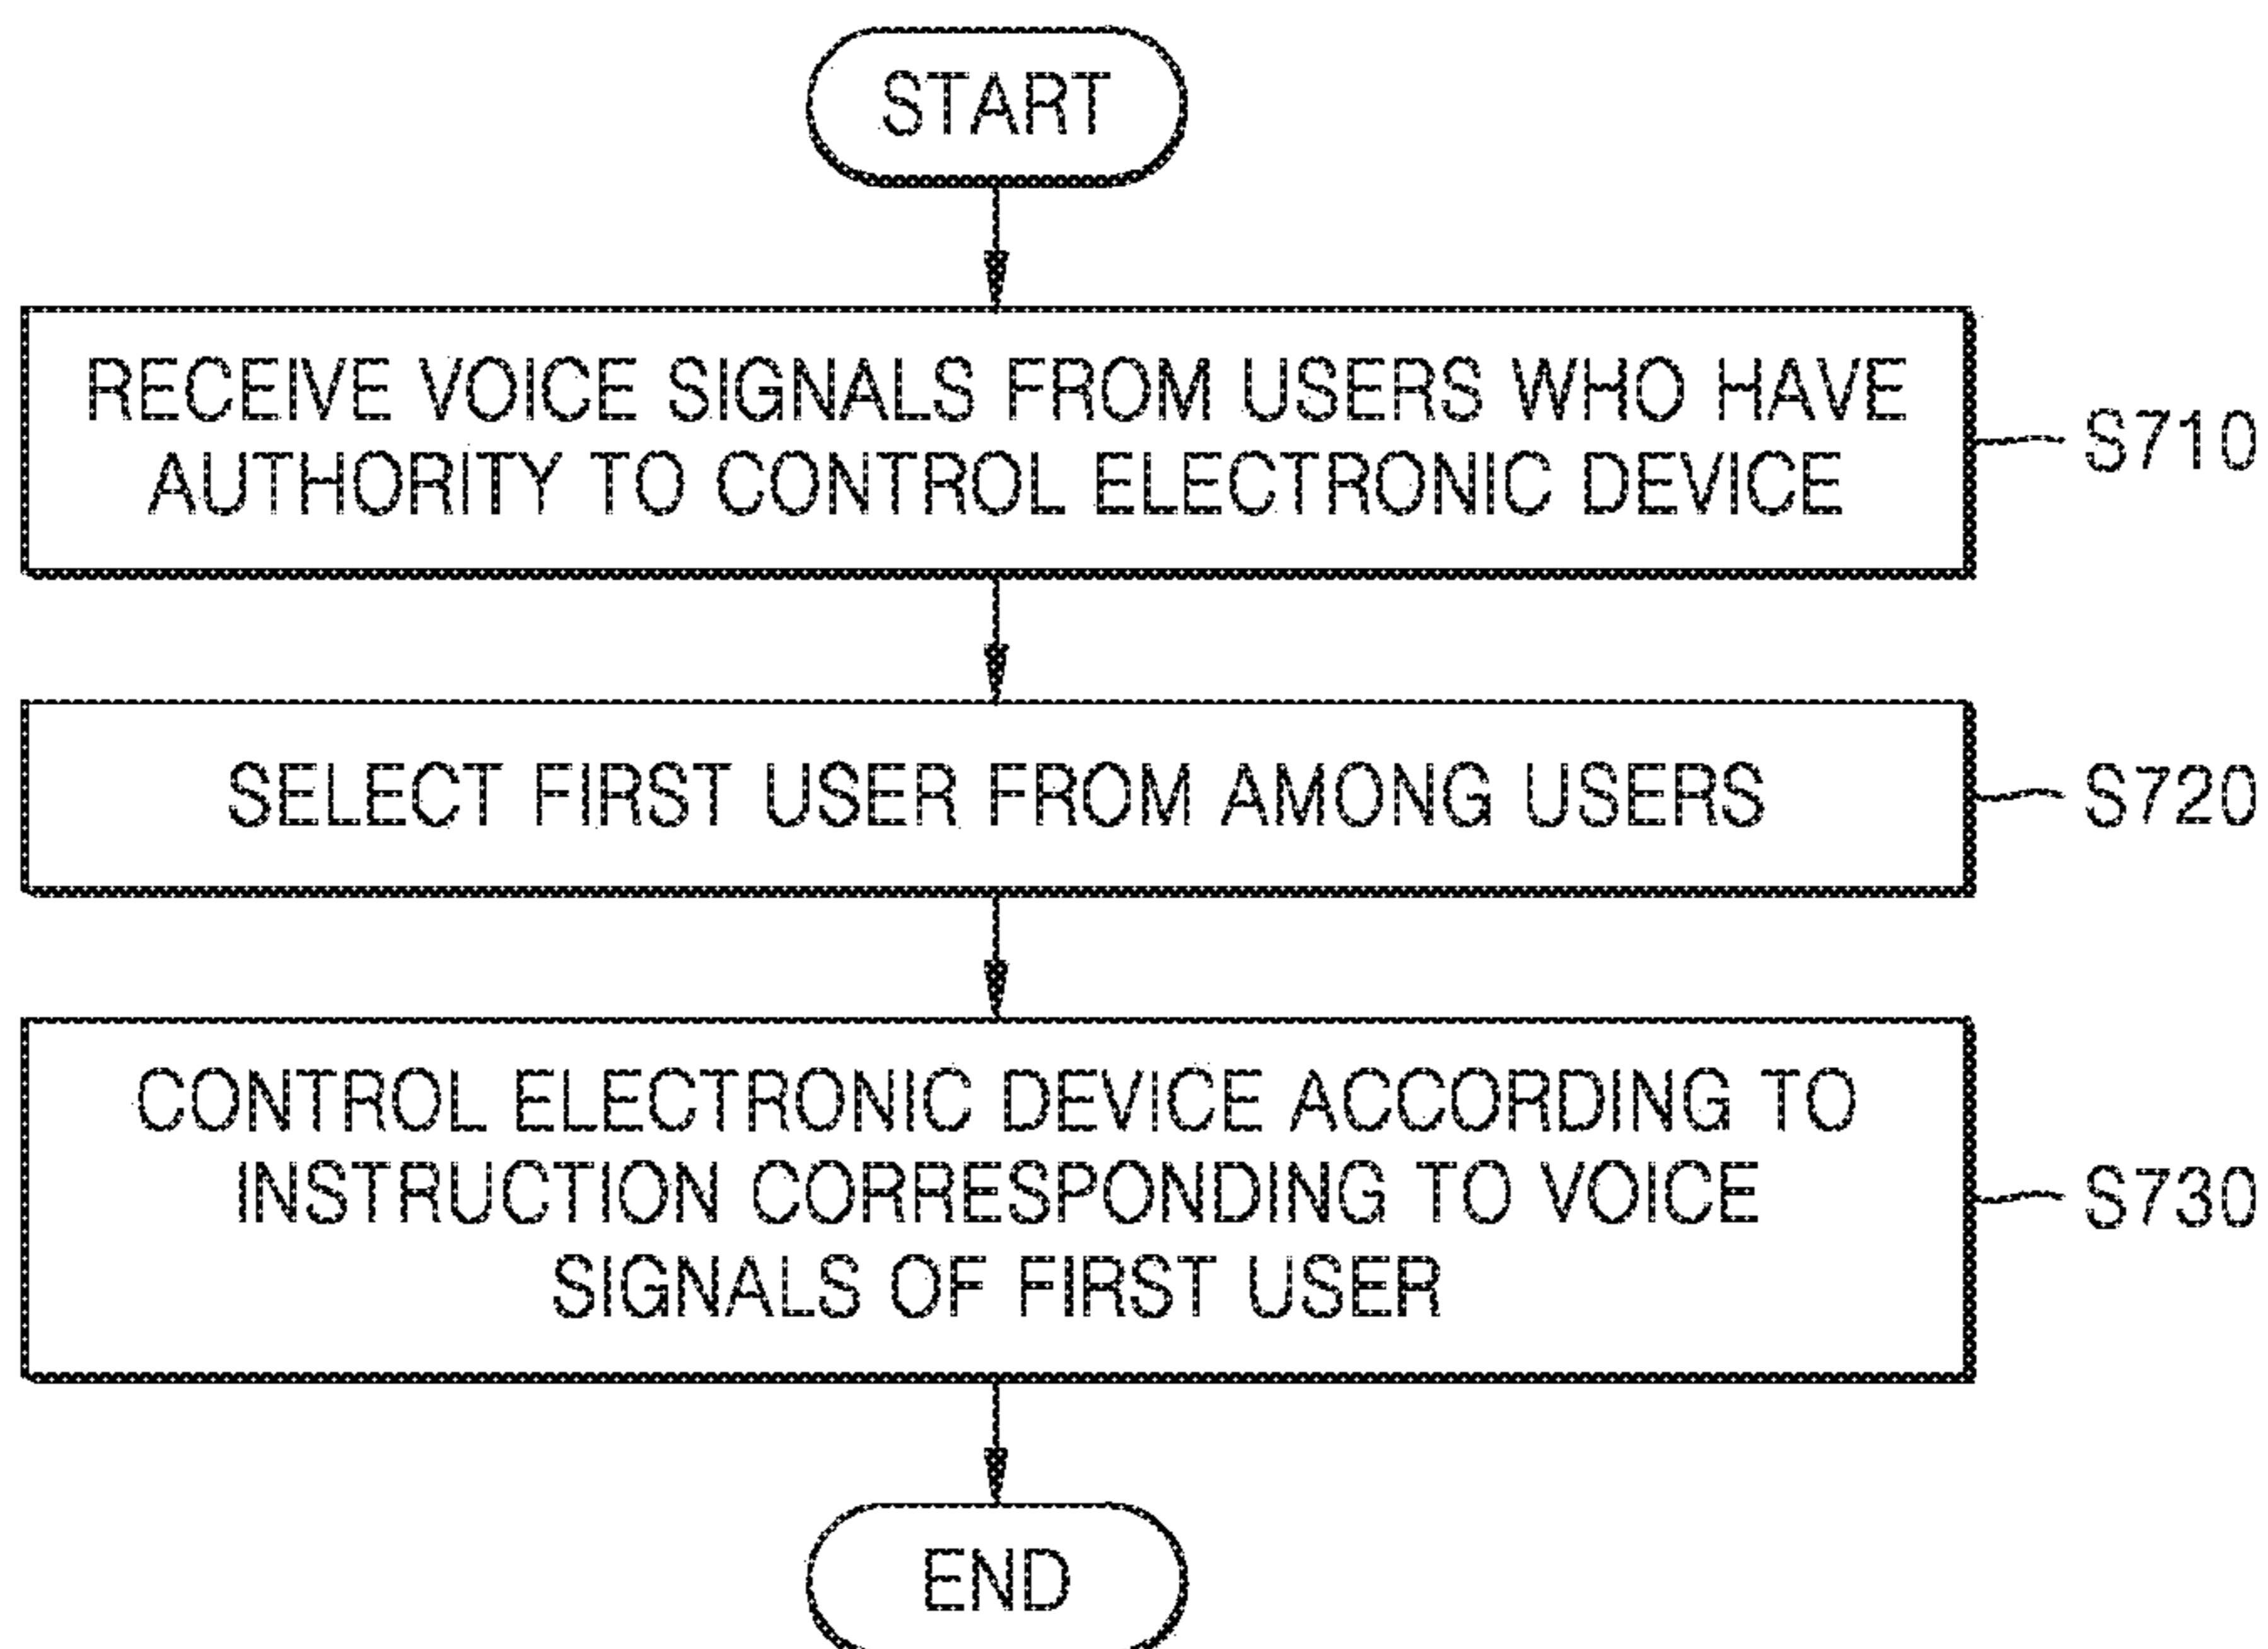 START
RECEIVE VOICE SIGNALS FROM USERS WHO HAVE
AUTHORITY TO CONTROL ELECTRONIC DEVICE
S710
SELECT FIRST USER FROM AMONG USERS
S720
CONTROL ELECTRONIC DEVICE ACCORDING TO
INSTRUCTION CORRESPONDING TO VOICE
SIGNALS OF FIRST USER
S730
END